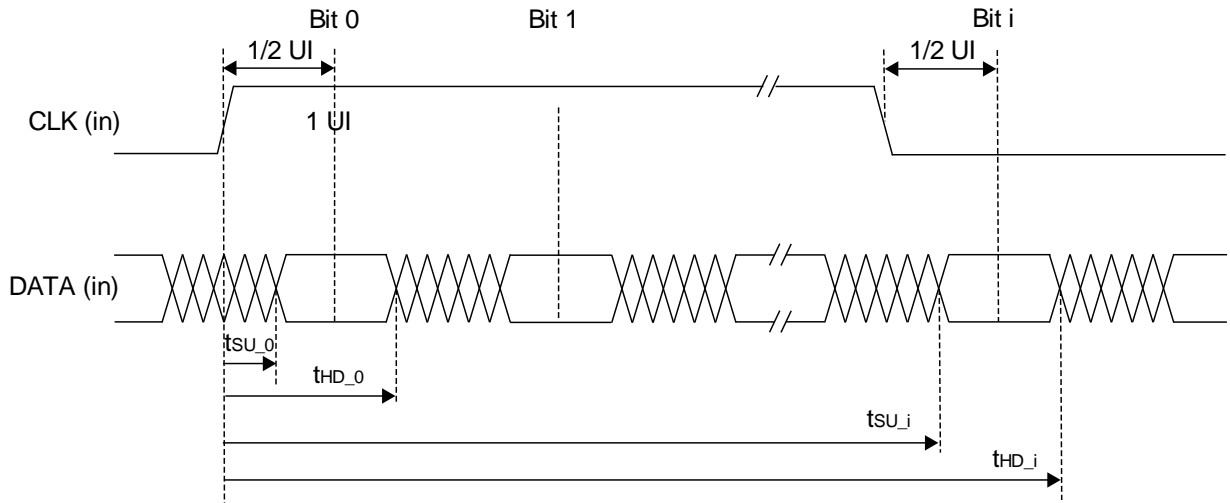 Bit 0 Bit 1 Bit i
1/2 UI 1/2 UI
CLK (in) 1 UI
DATA (in)
tSU_0
tHD_0
tSU_i
tHD_i